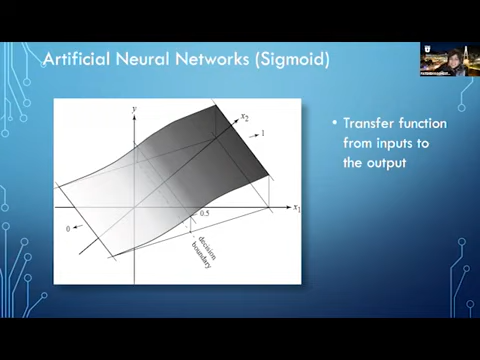 Artificial Neural Networks (Sigmoid)
y
x₂
1
• Transfer function
from inputs to
the output
x₁
0.5
0
decision
boundary